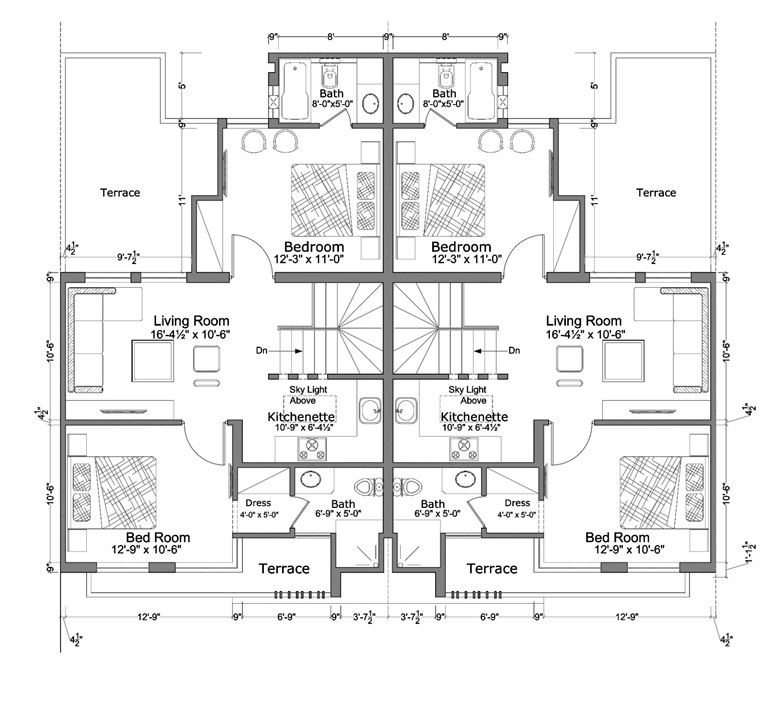 9" 8' 9" 9" 8' 9"
5' 5'
Bath Bath
8'-0"x5'-0" 8'-0"x5'-0"
9" 9"
Terrace Terrace
11' 11'
Bedroom Bedroom
12'-3" x 11'-0" 12'-3" x 11'-0"
4½" 9'-7½" 9'-7½" 4½"
9" 9"
Living Room Living Room
16'-4½" x 10'-6" 16'-4½" x 10'-6"
10'-6" Dn Dn 10'-6"
Sky Light Sky Light
Above Above
4½" Kitchenette Kitchenette 4½"
10'-9" x 6'-4½" 10'-9" x 6'-4½"
10'-6" 10'-6"
Dress Bath Bath Dress
4'-0" x 5'-0" 6'-9" x 5'-0" 6'-9" x 5'-0" 4'-0" x 5'-0"
Bed Room Bed Room
12'-9" x 10'-6" 12'-9" x 10'-6"
1'-1½"
9" Terrace Terrace
12'-9" 9" 6'-9" 9" 3'-7½" 3'-7½" 9" 6'-9" 9" 12'-9"
4½" 4½"